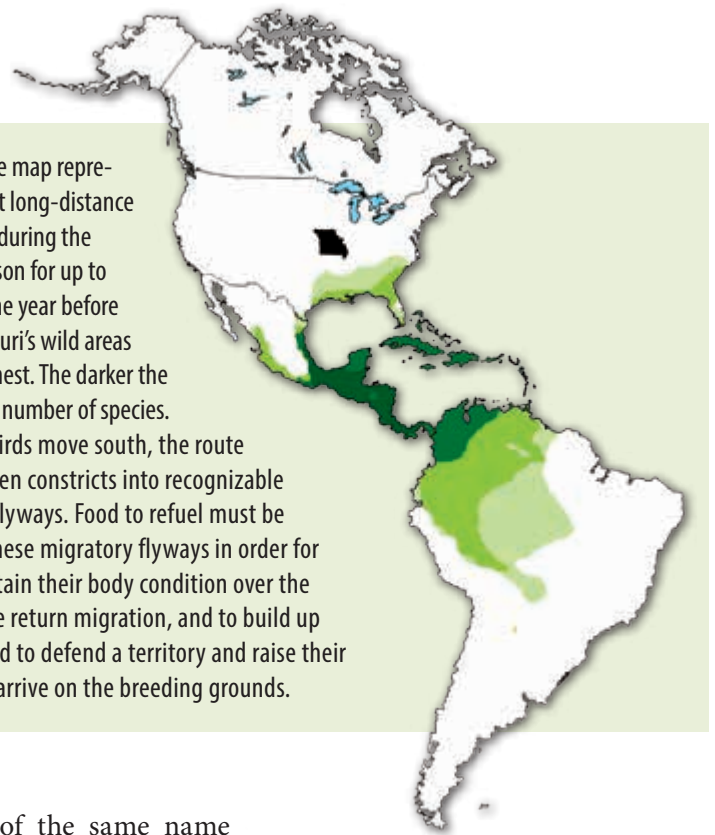 e map repre-
t long-distance
during the
son for up to
ne year before
uri’s wild areas
nest. The darker the
number of species.
irds move south, the route
en constricts into recognizable
lyways. Food to refuel must be
hese migratory flyways in order for
tain their body condition over the
e return migration, and to build up
d to defend a territory and raise their
arrive on the breeding grounds.
of the same name